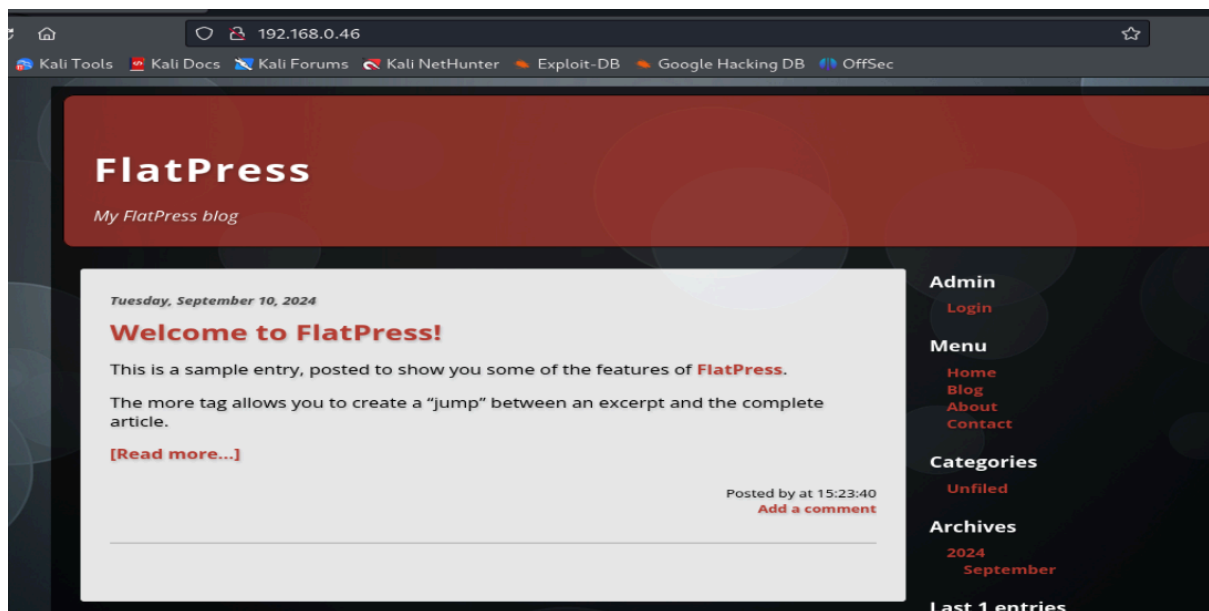 192.168.0.46
Kali Tools Kali Docs Kali Forums Kali NetHunter Exploit-DB Google Hacking DB OffSec
FlatPress
My FlatPress blog
Tuesday, September 10, 2024
Welcome to FlatPress!
This is a sample entry, posted to show you some of the features of FlatPress.
The more tag allows you to create a “jump” between an excerpt and the complete
article.
[Read more...]
Posted by at 15:23:40
Add a comment
Admin
Login
Menu
Home
Blog
About
Contact
Categories
Unfiled
Archives
2024
September
Last 1 entries